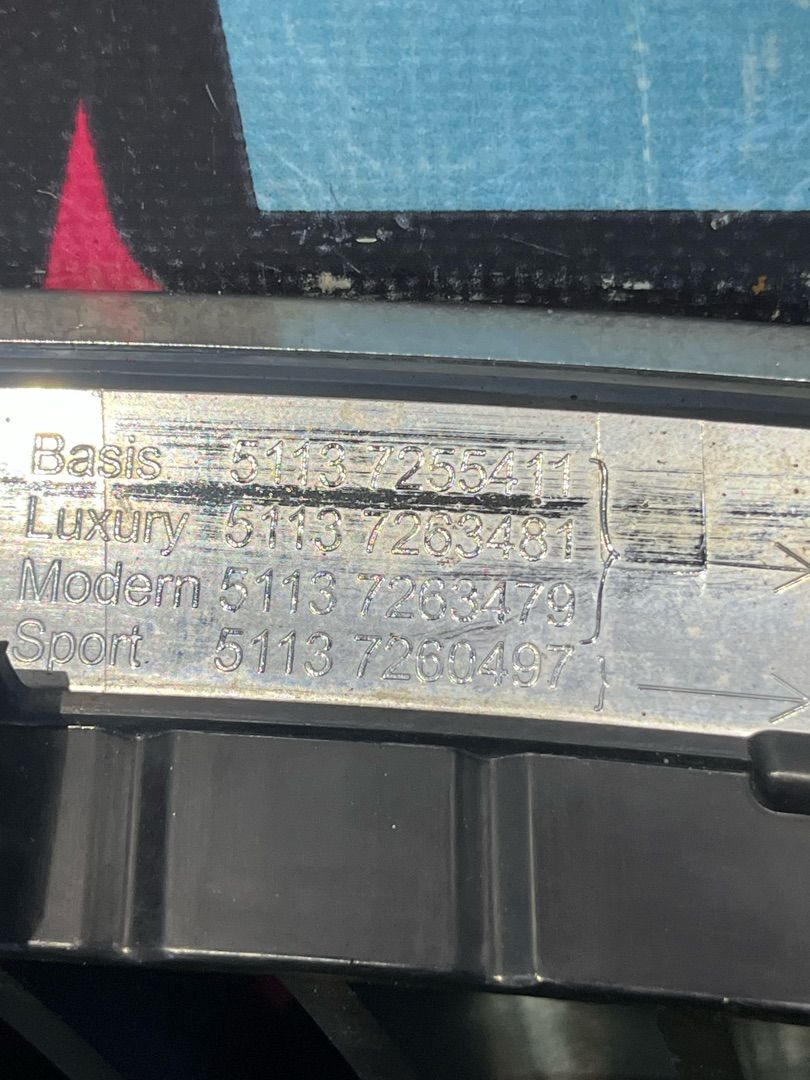 Basis 5113 7255411
Luxury 5113 7263481
Modern 5113 7263479
Sport 5113 7260497